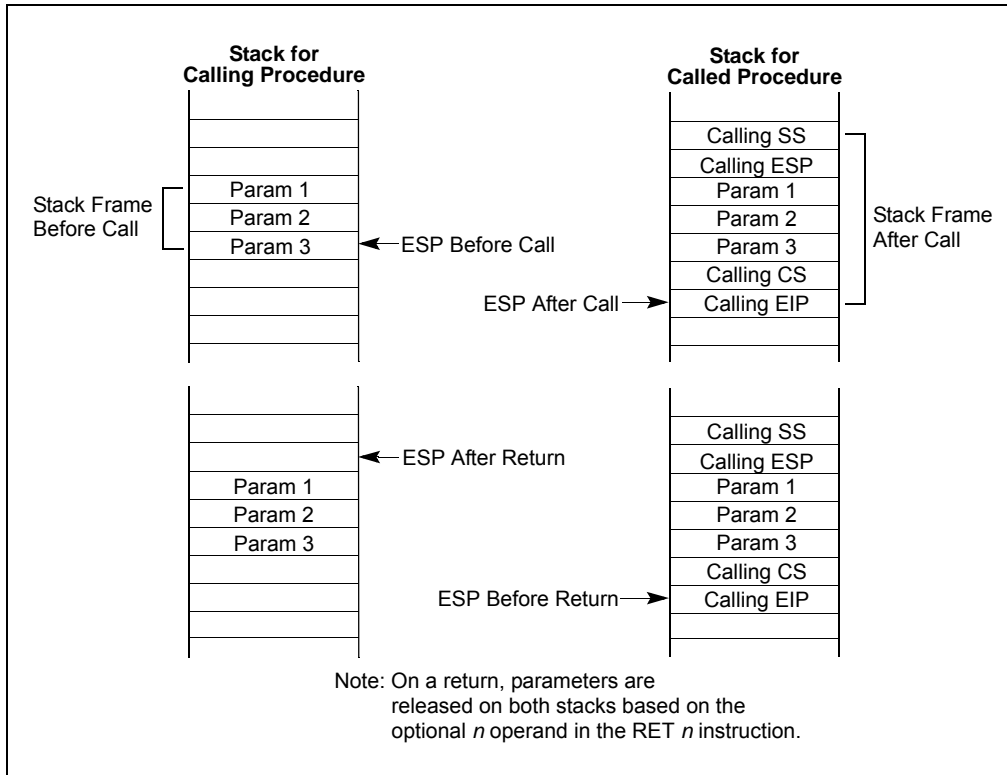 Stack for
Calling Procedure
Stack for
Called Procedure
Stack Frame
Before Call
Param 1
Param 2
Param 3
ESP Before Call
Calling SS
Calling ESP
Param 1
Param 2
Param 3
Calling CS
Calling EIP
ESP After Call
Stack Frame
After Call
ESP After Return
Param 1
Param 2
Param 3
Calling SS
Calling ESP
Param 1
Param 2
Param 3
Calling CS
Calling EIP
ESP Before Return
Note: On a return, parameters are
released on both stacks based on the
optional n operand in the RET n instruction.